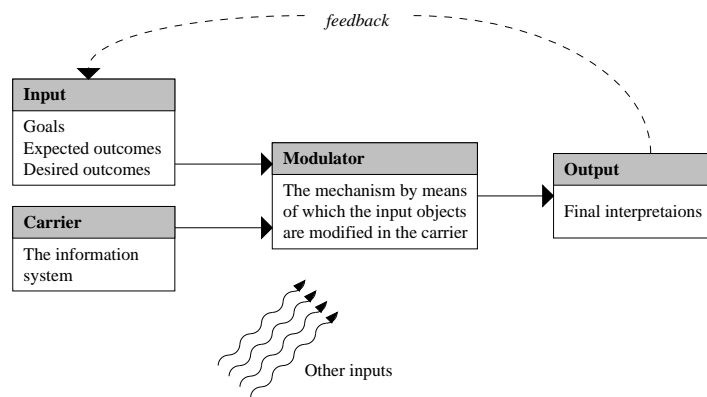 feedback
Input
Goals
Expected outcomes
Desired outcomes
Carrier
The information
system
Modulator
The mechanism by means
of which the input objects
are modified in the carrier
Output
Final interpretaions
Other inputs